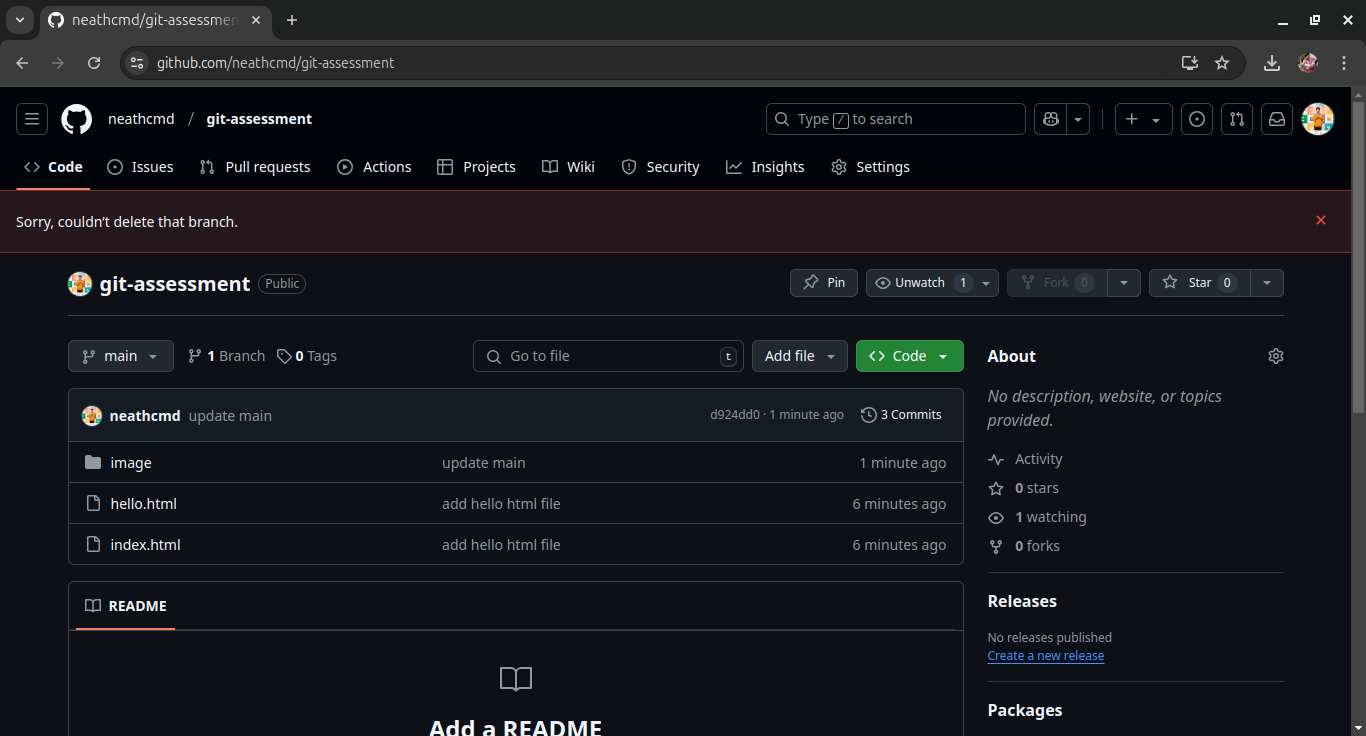 neathcmd/git-assessmen
github.com/neathcmd/git-assessment
neathcmd / git-assessment
Type / to search
Code Issues Pull requests Actions Projects Wiki Security Insights Settings
Sorry, couldn’t delete that branch.
git-assessment Public
Pin Unwatch 1 Fork 0 Star 0
main 1 Branch 0 Tags Go to file t Add file Code
About
neathcmd update main d924dd0 · 1 minute ago 3 Commits
No description, website, or topics
provided.
image update main 1 minute ago
Activity
hello.html add hello html file 6 minutes ago
0 stars
1 watching
index.html add hello html file 6 minutes ago
0 forks
README
Releases
No releases published
Create a new release
Add a README
Packages